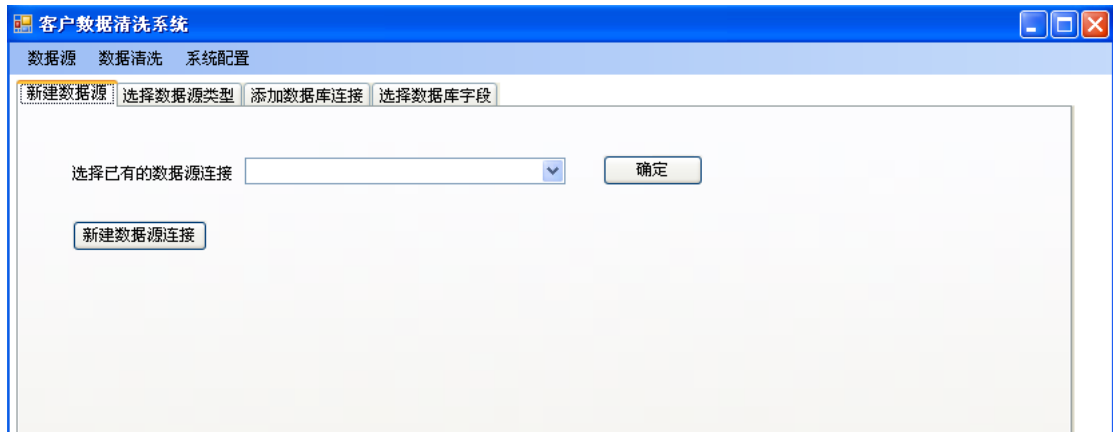 客户数据清洗系统
数据源 数据清洗 系统配置
新建数据源 选择数据源类型 添加数据库连接 选择数据库字段
选择已有的数据源连接 确定
新建数据源连接